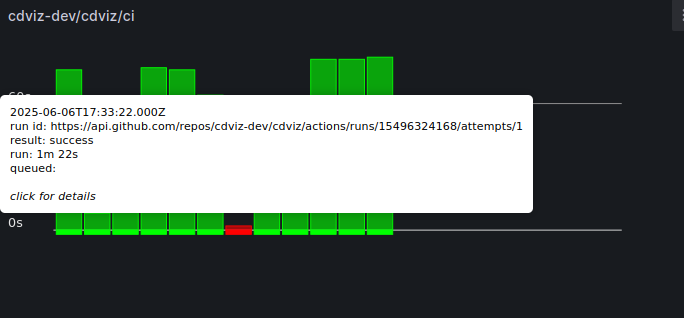 cdviz-dev/cdviz/ci
60s
2025-06-06T17:33:22.000Z
run id: https://api.github.com/repos/cdviz-dev/cdviz/actions/runs/15496324168/attempts/1
result: success
run: 1m 22s
queued:
click for details
0s